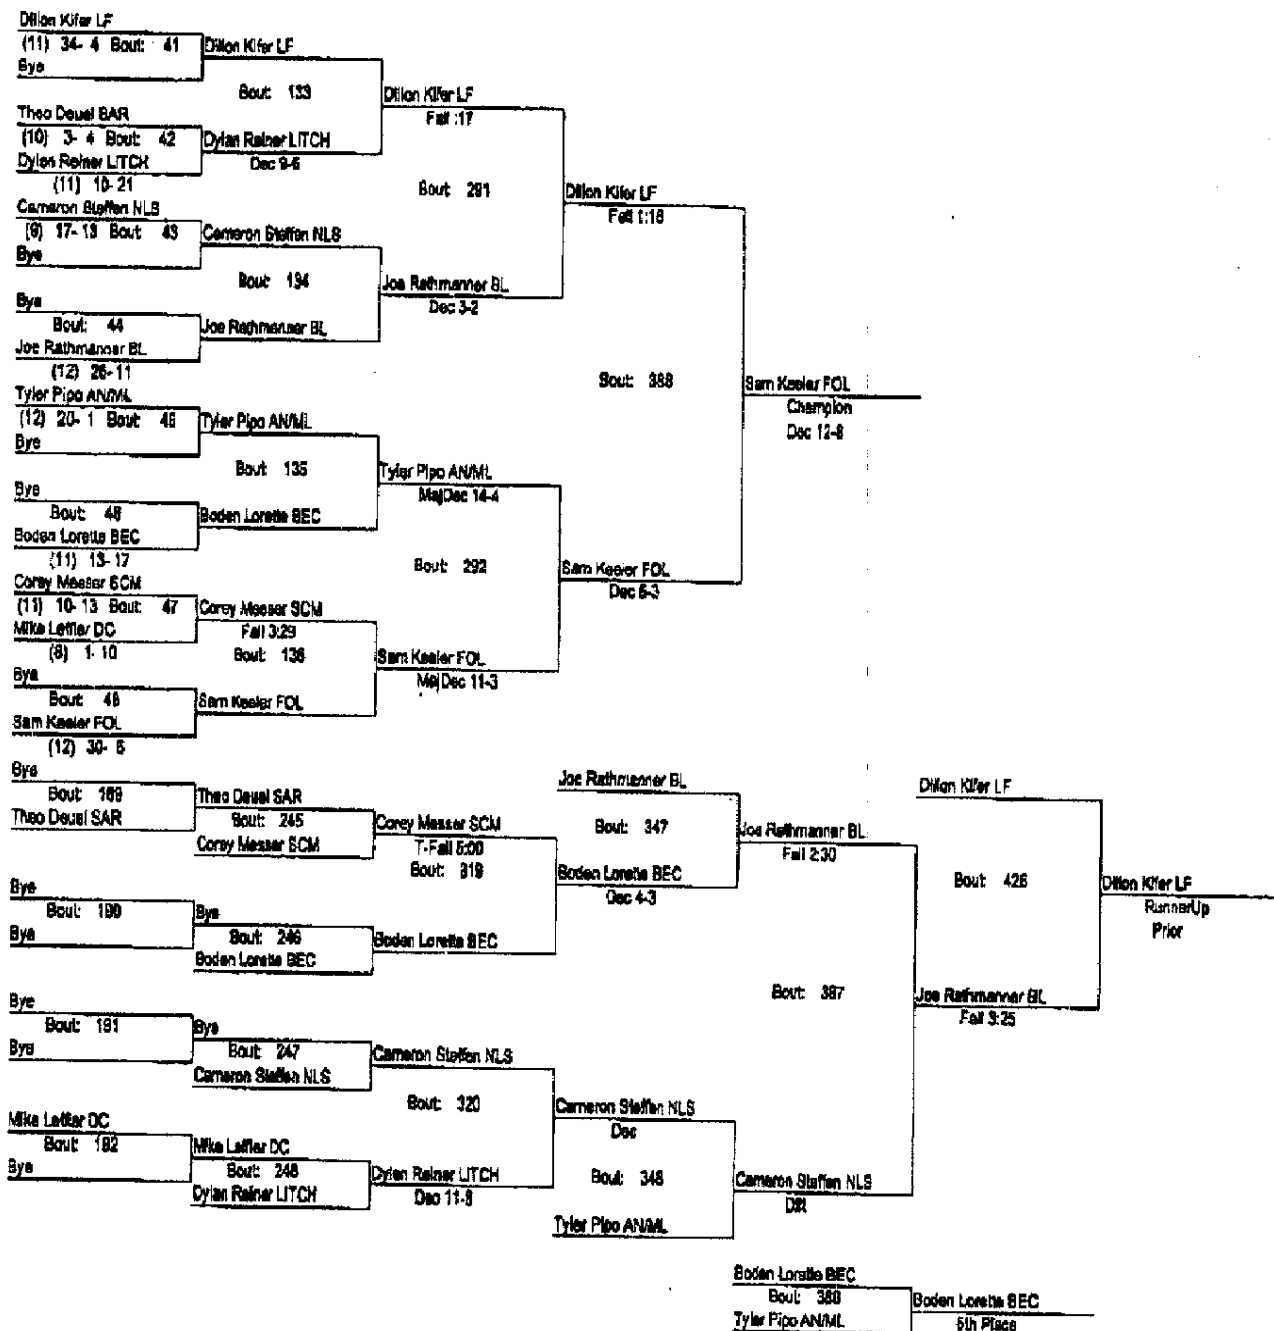 Dillon Kifer LF
(11) 34- 4 Bout: 41
Bye
Dillon Kifer LF
Bout: 133
Theo Deuel SAR
(10) 3- 4 Bout: 42
Dylan Reiner LITCH
(11) 10-21
Dylan Reiner LITCH
Dec 9-6
Dillon Kifer LF
Fall :17
Bout: 291
Cameron Steffen NLS
(9) 17-13 Bout: 43
Bye
Cameron Steffen NLS
Bout: 134
Bye
Bout: 44
Joe Rathmanner BL
(12) 26-11
Joe Rathmanner BL
Joe Rathmanner BL
Dec 3-2
Dillon Kifer LF
Fall 1:16
Bout: 388
Tyler Pipo AN/ML
(12) 20- 1 Bout: 45
Bye
Tyler Pipo AN/ML
Bout: 135
Bye
Bout: 46
Boden Lorette BEC
(11) 13-17
Boden Lorette BEC
Tyler Pipo AN/ML
MajDec 14-4
Bout: 292
Corey Messer SCM
(11) 10-13 Bout: 47
Mike Leffler DC
(8) 1-10
Corey Messer SCM
Fall 3:29
Bout: 136
Bye
Bout: 48
Sam Keeler FOL
(12) 30- 6
Sam Keeler FOL
Sam Keeler FOL
MajDec 11-3
Sam Keeler FOL
Dec 6-3
Sam Keeler FOL
Champion
Dec 12-8
Bye
Bout: 189
Theo Deuel SAR
Theo Deuel SAR
Bout: 245
Corey Messer SCM
Corey Messer SCM
T-Fall 5:00
Bout: 319
Bye
Bout: 190
Bye
Bye
Bout: 246
Boden Lorette BEC
Boden Lorette BEC
Joe Rathmanner BL
Bout: 347
Boden Lorette BEC
Dec 4-3
Joe Rathmanner BL
Fall 2:30
Bout: 387
Bye
Bout: 191
Bye
Bye
Bout: 247
Cameron Steffen NLS
Cameron Steffen NLS
Bout: 320
Mike Leffler DC
Bout: 192
Bye
Mike Leffler DC
Bout: 248
Dylan Reiner LITCH
Dylan Reiner LITCH
Dec 11-8
Cameron Steffen NLS
Dec
Bout: 348
Tyler Pipo AN/ML
Cameron Steffen NLS
Dillon Kifer LF
Bout: 426
Joe Rathmanner BL
Fall 3:25
Dillon Kifer LF
RunnerUp
Prior
Boden Lorette BEC
Bout:
Tyler Pipo AN/ML
Boden Lorette BEC
5th Place